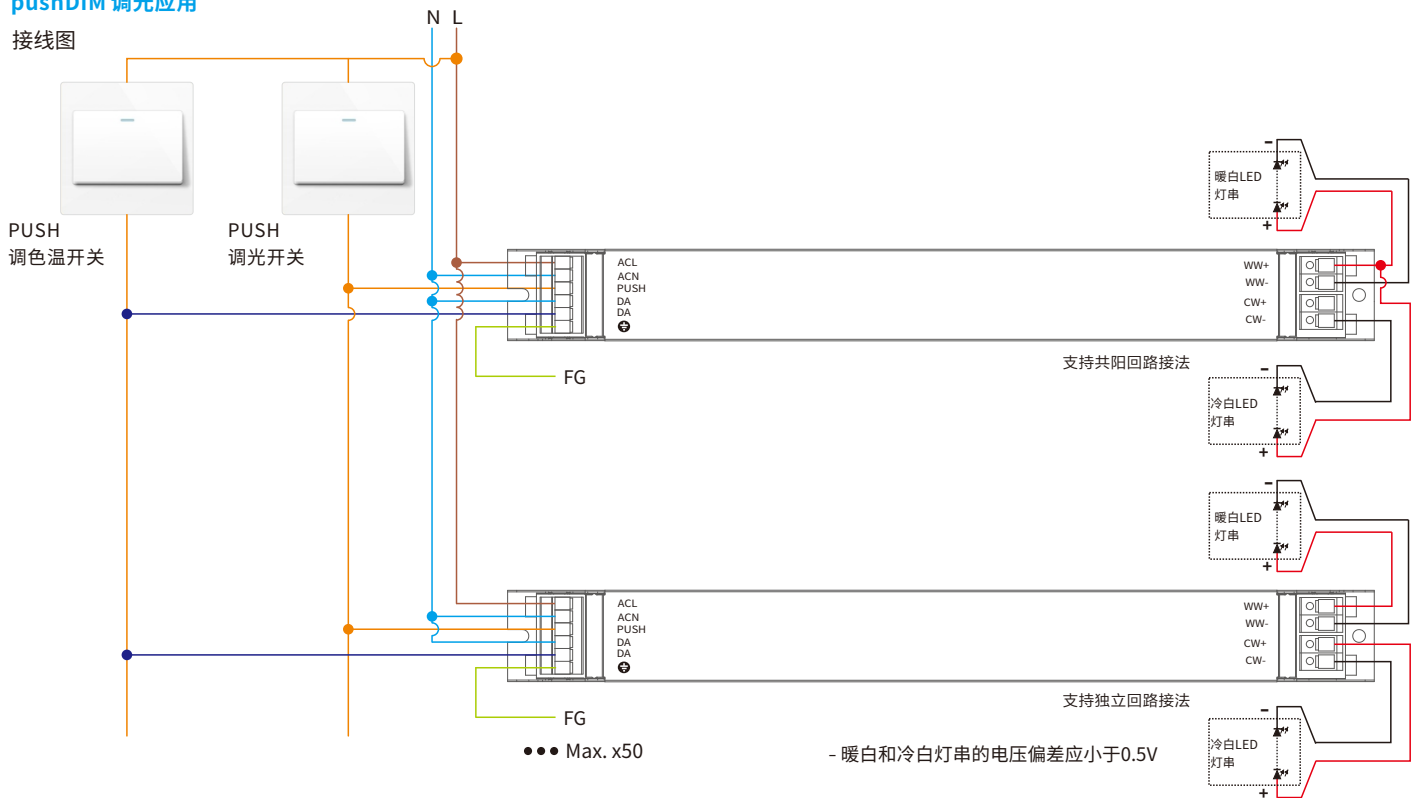 pushDIM 调光应用
接线图
N L
PUSH
调色温开关
PUSH
调光开关
ACL
ACN
PUSH
DA
DA
FG
WW+
WW-
CW+
CW-
支持共阳回路接法
-
暖白LED
灯串
+
-
冷白LED
灯串
+
ACL
ACN
PUSH
DA
DA
FG
WW+
WW-
CW+
CW-
支持独立回路接法
-
暖白LED
灯串
+
-
冷白LED
灯串
+
••• Max. x50
- 暖白和冷白灯串的电压偏差应小于0.5V